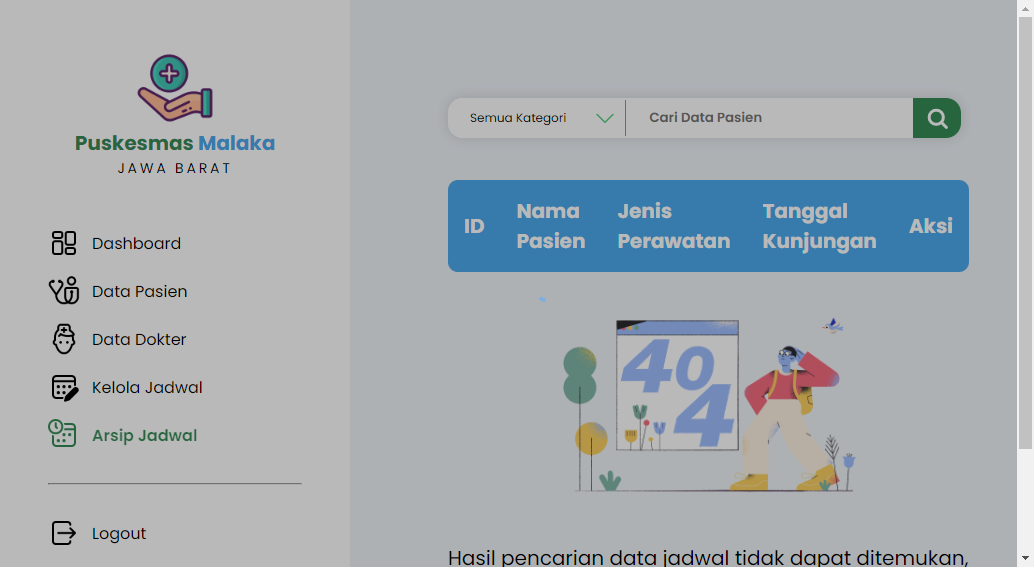 Puskesmas Malaka
JAWA BARAT
Dashboard
Data Pasien
Data Dokter
Kelola Jadwal
Arsip Jadwal
Logout
Semua Kategori
Cari Data Pasien
ID
Nama
Pasien
Jenis
Perawatan
Tanggal
Kunjungan
Aksi
404
Hasil pencarian data jadwal tidak dapat ditemukan,